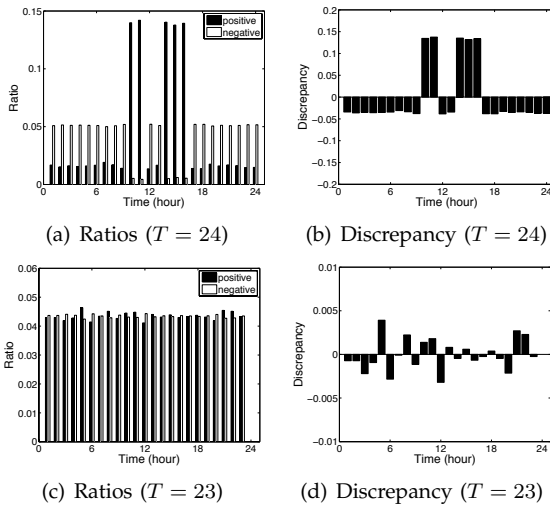 0.15
0.1
0.05
0
Ratio
positive
negative
0 6 12 18 24
Time (hour)
(a) Ratios (T = 24)
0.2
0.15
0.1
0.05
0
−0.05
−0.1
−0.15
−0.2
Discrepancy
0 6 12 18 24
Time (hour)
(b) Discrepancy (T = 24)
0.06
0.05
0.04
0.03
0.02
0.01
0
Ratio
positive
negative
0 6 12 18 24
Time (hour)
(c) Ratios (T = 23)
0.01
0.005
0
−0.005
−0.01
Discrepancy
0 6 12 18 24
Time (hour)
(d) Discrepancy (T = 23)